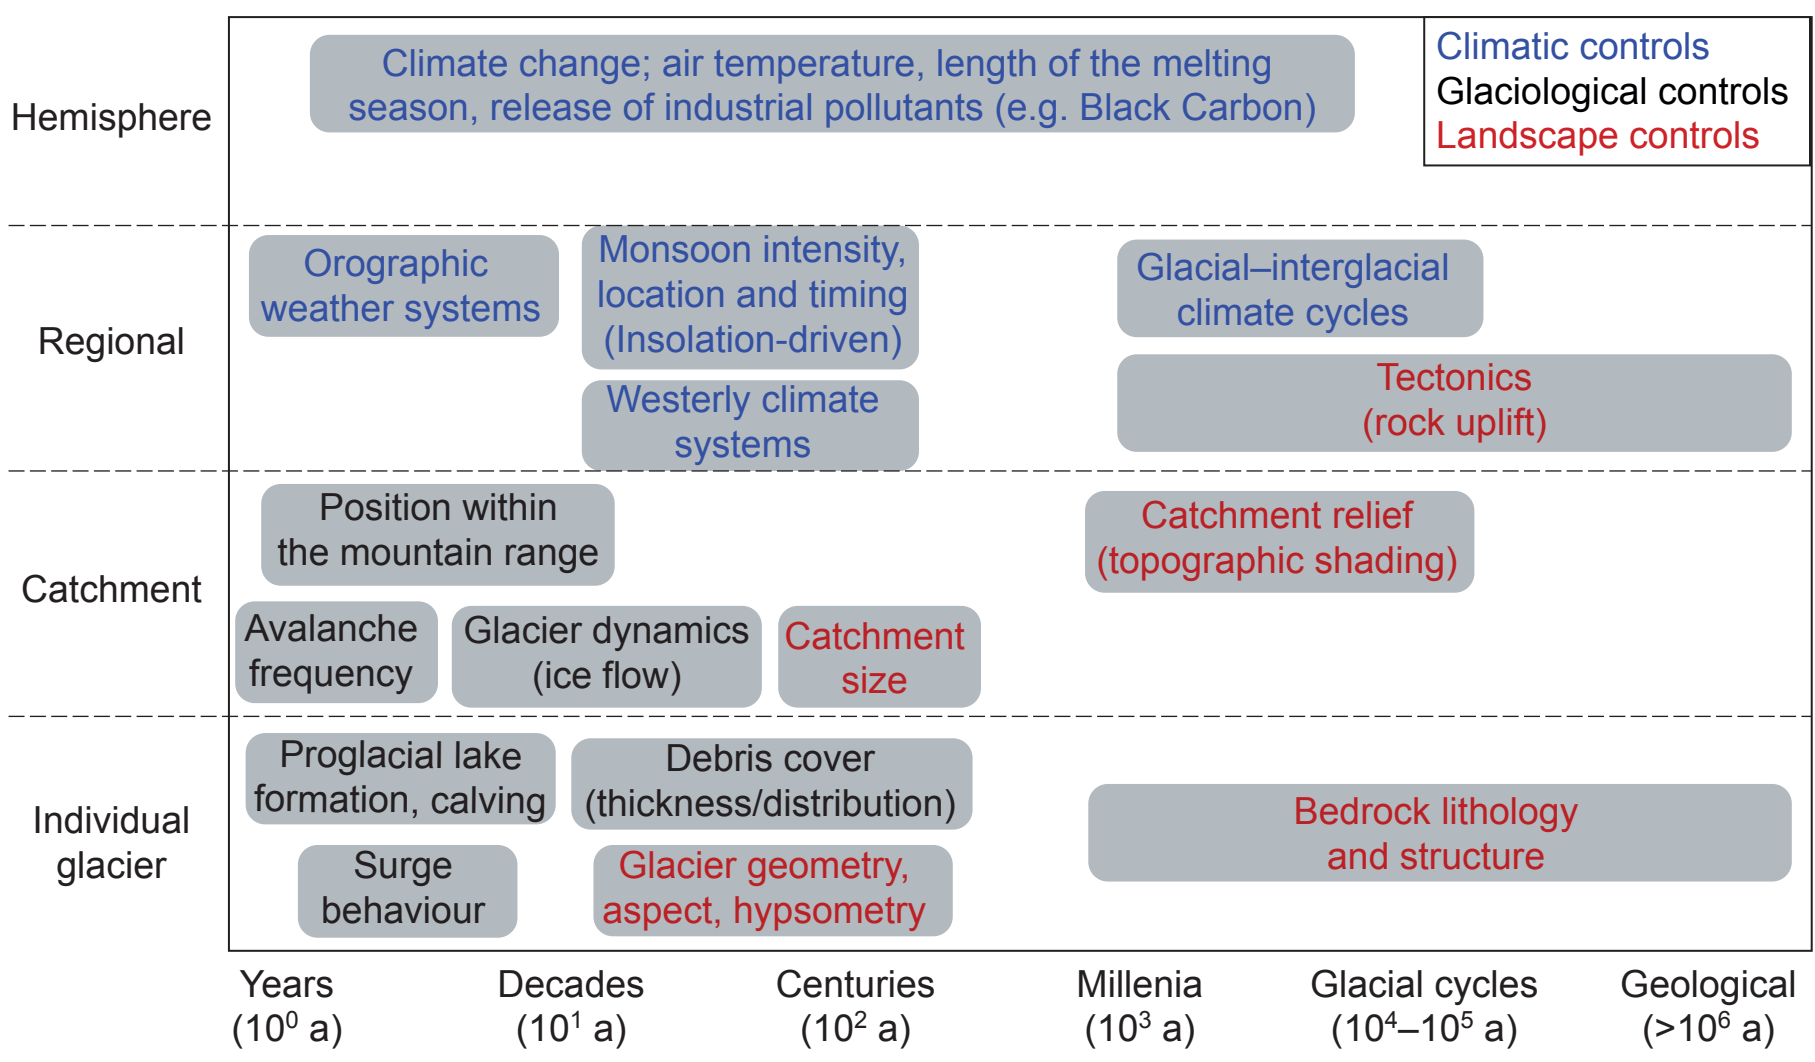 Climatic controls
Glaciological controls
Landscape controls
Hemisphere
Climate change; air temperature, length of the melting
season, release of industrial pollutants (e.g. Black Carbon)
Regional
Orographic
weather systems
Monsoon intensity,
location and timing
(Insolation-driven)
Westerly climate
systems
Glacial–interglacial
climate cycles
Tectonics
(rock uplift)
Catchment
Position within
the mountain range
Catchment relief
(topographic shading)
Avalanche
frequency
Glacier dynamics
(ice flow)
Catchment
size
Individual
glacier
Proglacial lake
formation, calving
Debris cover
(thickness/distribution)
Surge
behaviour
Glacier geometry,
aspect, hypsometry
Bedrock lithology
and structure
Years
(10⁰ a)
Decades
(10¹ a)
Centuries
(10² a)
Millenia
(10³ a)
Glacial cycles
(10⁴–10⁵ a)
Geological
(>10⁶ a)